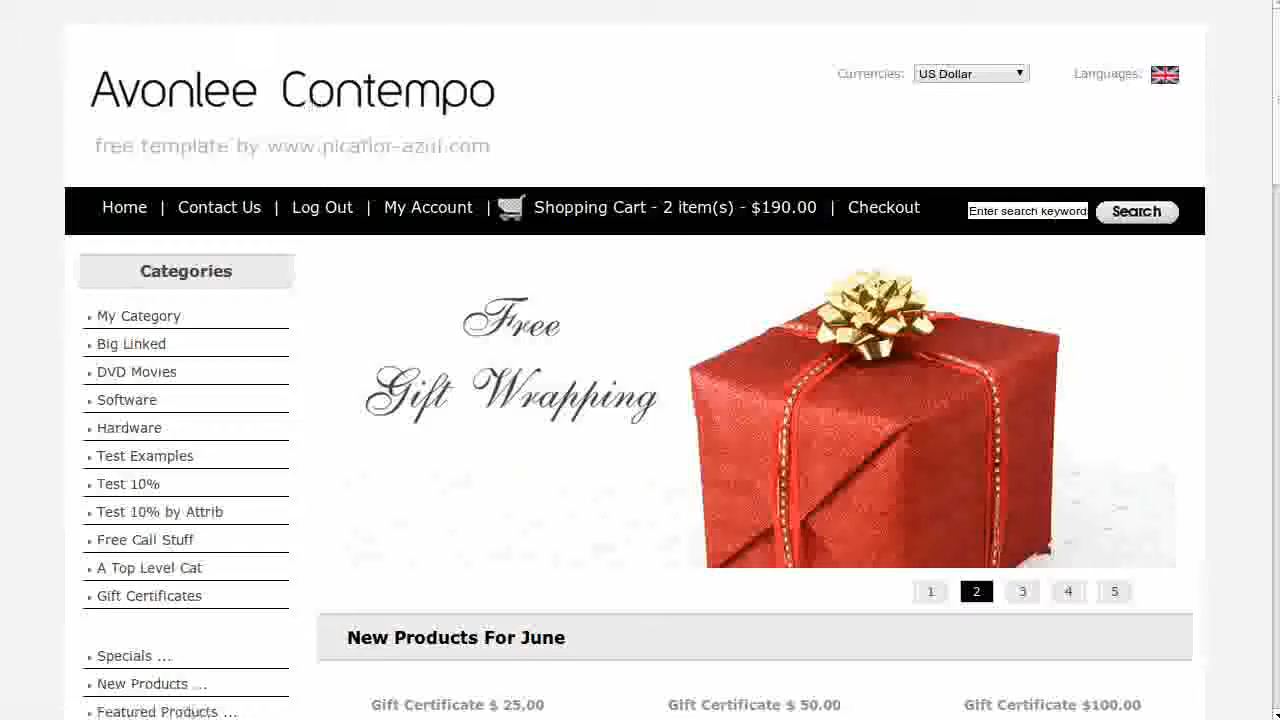 Avonlee Contempo
free template by www.picaflor-azul.com
Currencies: US Dollar Languages:
Home | Contact Us | Log Out | My Account | Shopping Cart - 2 item(s) - $190.00 | Checkout
Enter search keyword
Search
Categories
My Category
Big Linked
DVD Movies
Software
Hardware
Test Examples
Test 10%
Test 10% by Attrib
Free Call Stuff
A Top Level Cat
Gift Certificates
Specials ...
New Products ...
Featured Products ...
Free
Gift Wrapping
1 2 3 4 5
New Products For June
Gift Certificate $ 25.00 Gift Certificate $ 50.00 Gift Certificate $100.00